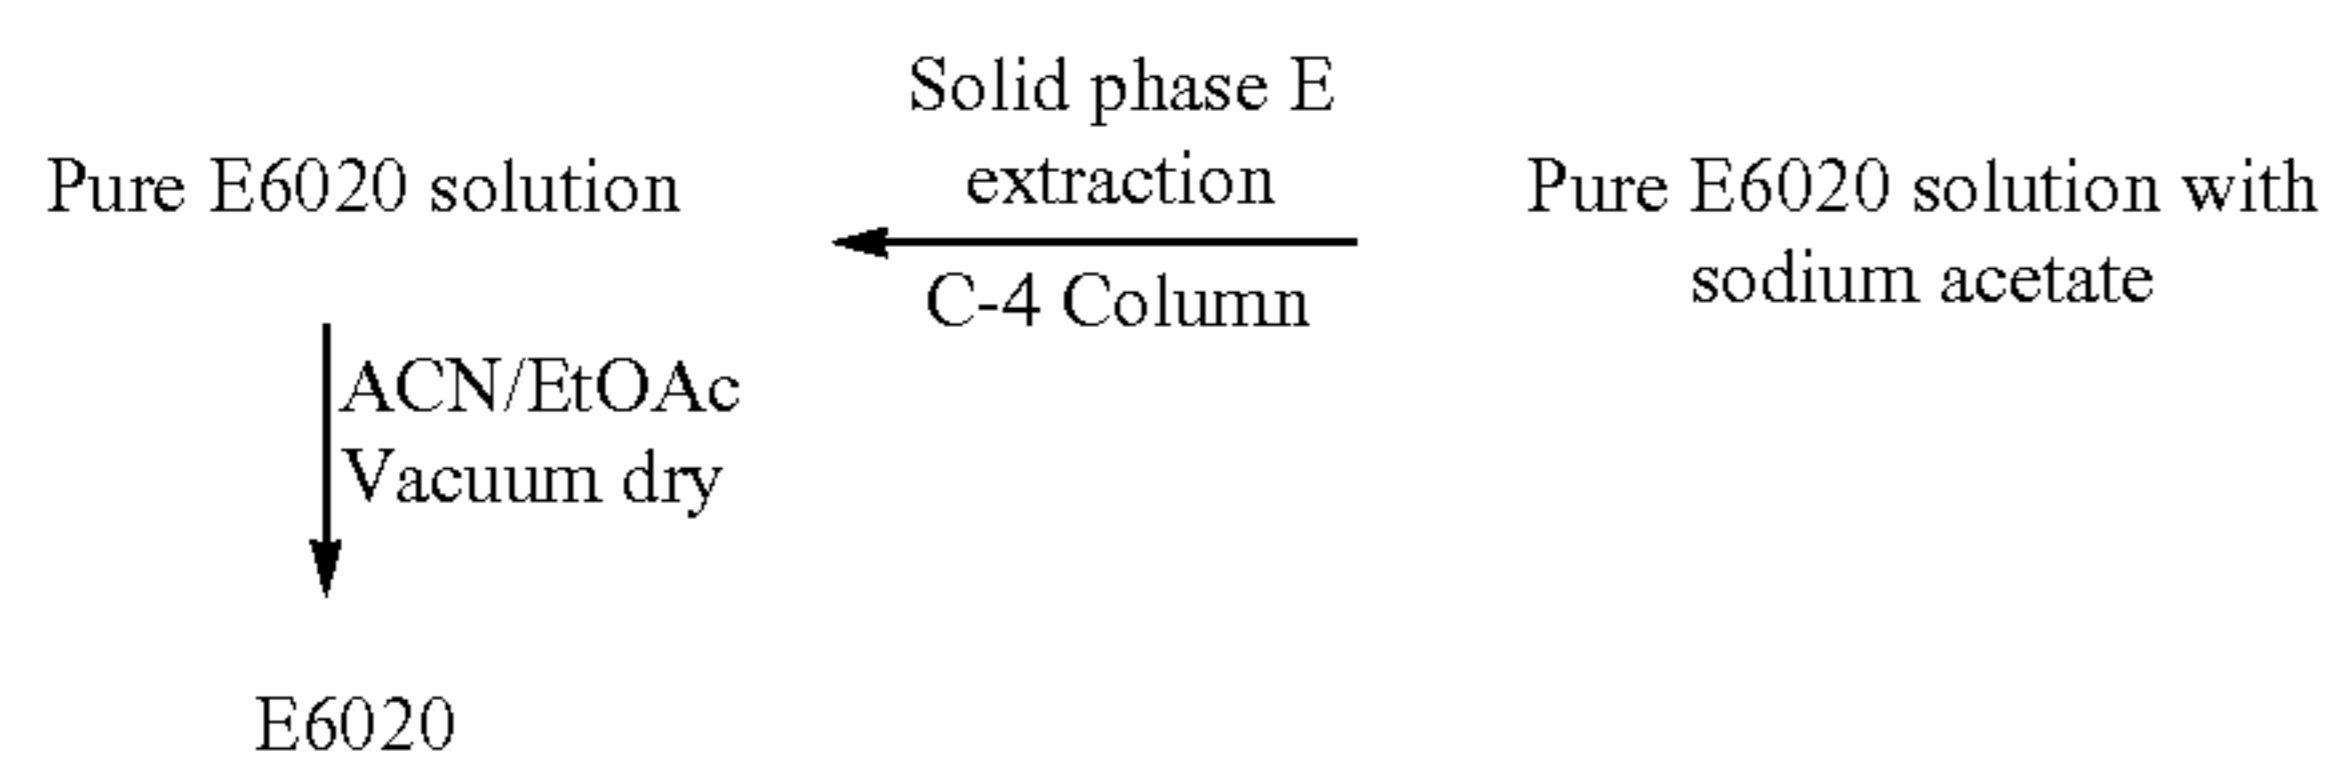 Solid phase E
extraction
Pure E6020 solution
Pure E6020 solution with
sodium acetate
C-4 Column
ACN/EtOAc
Vacuum dry
E6020